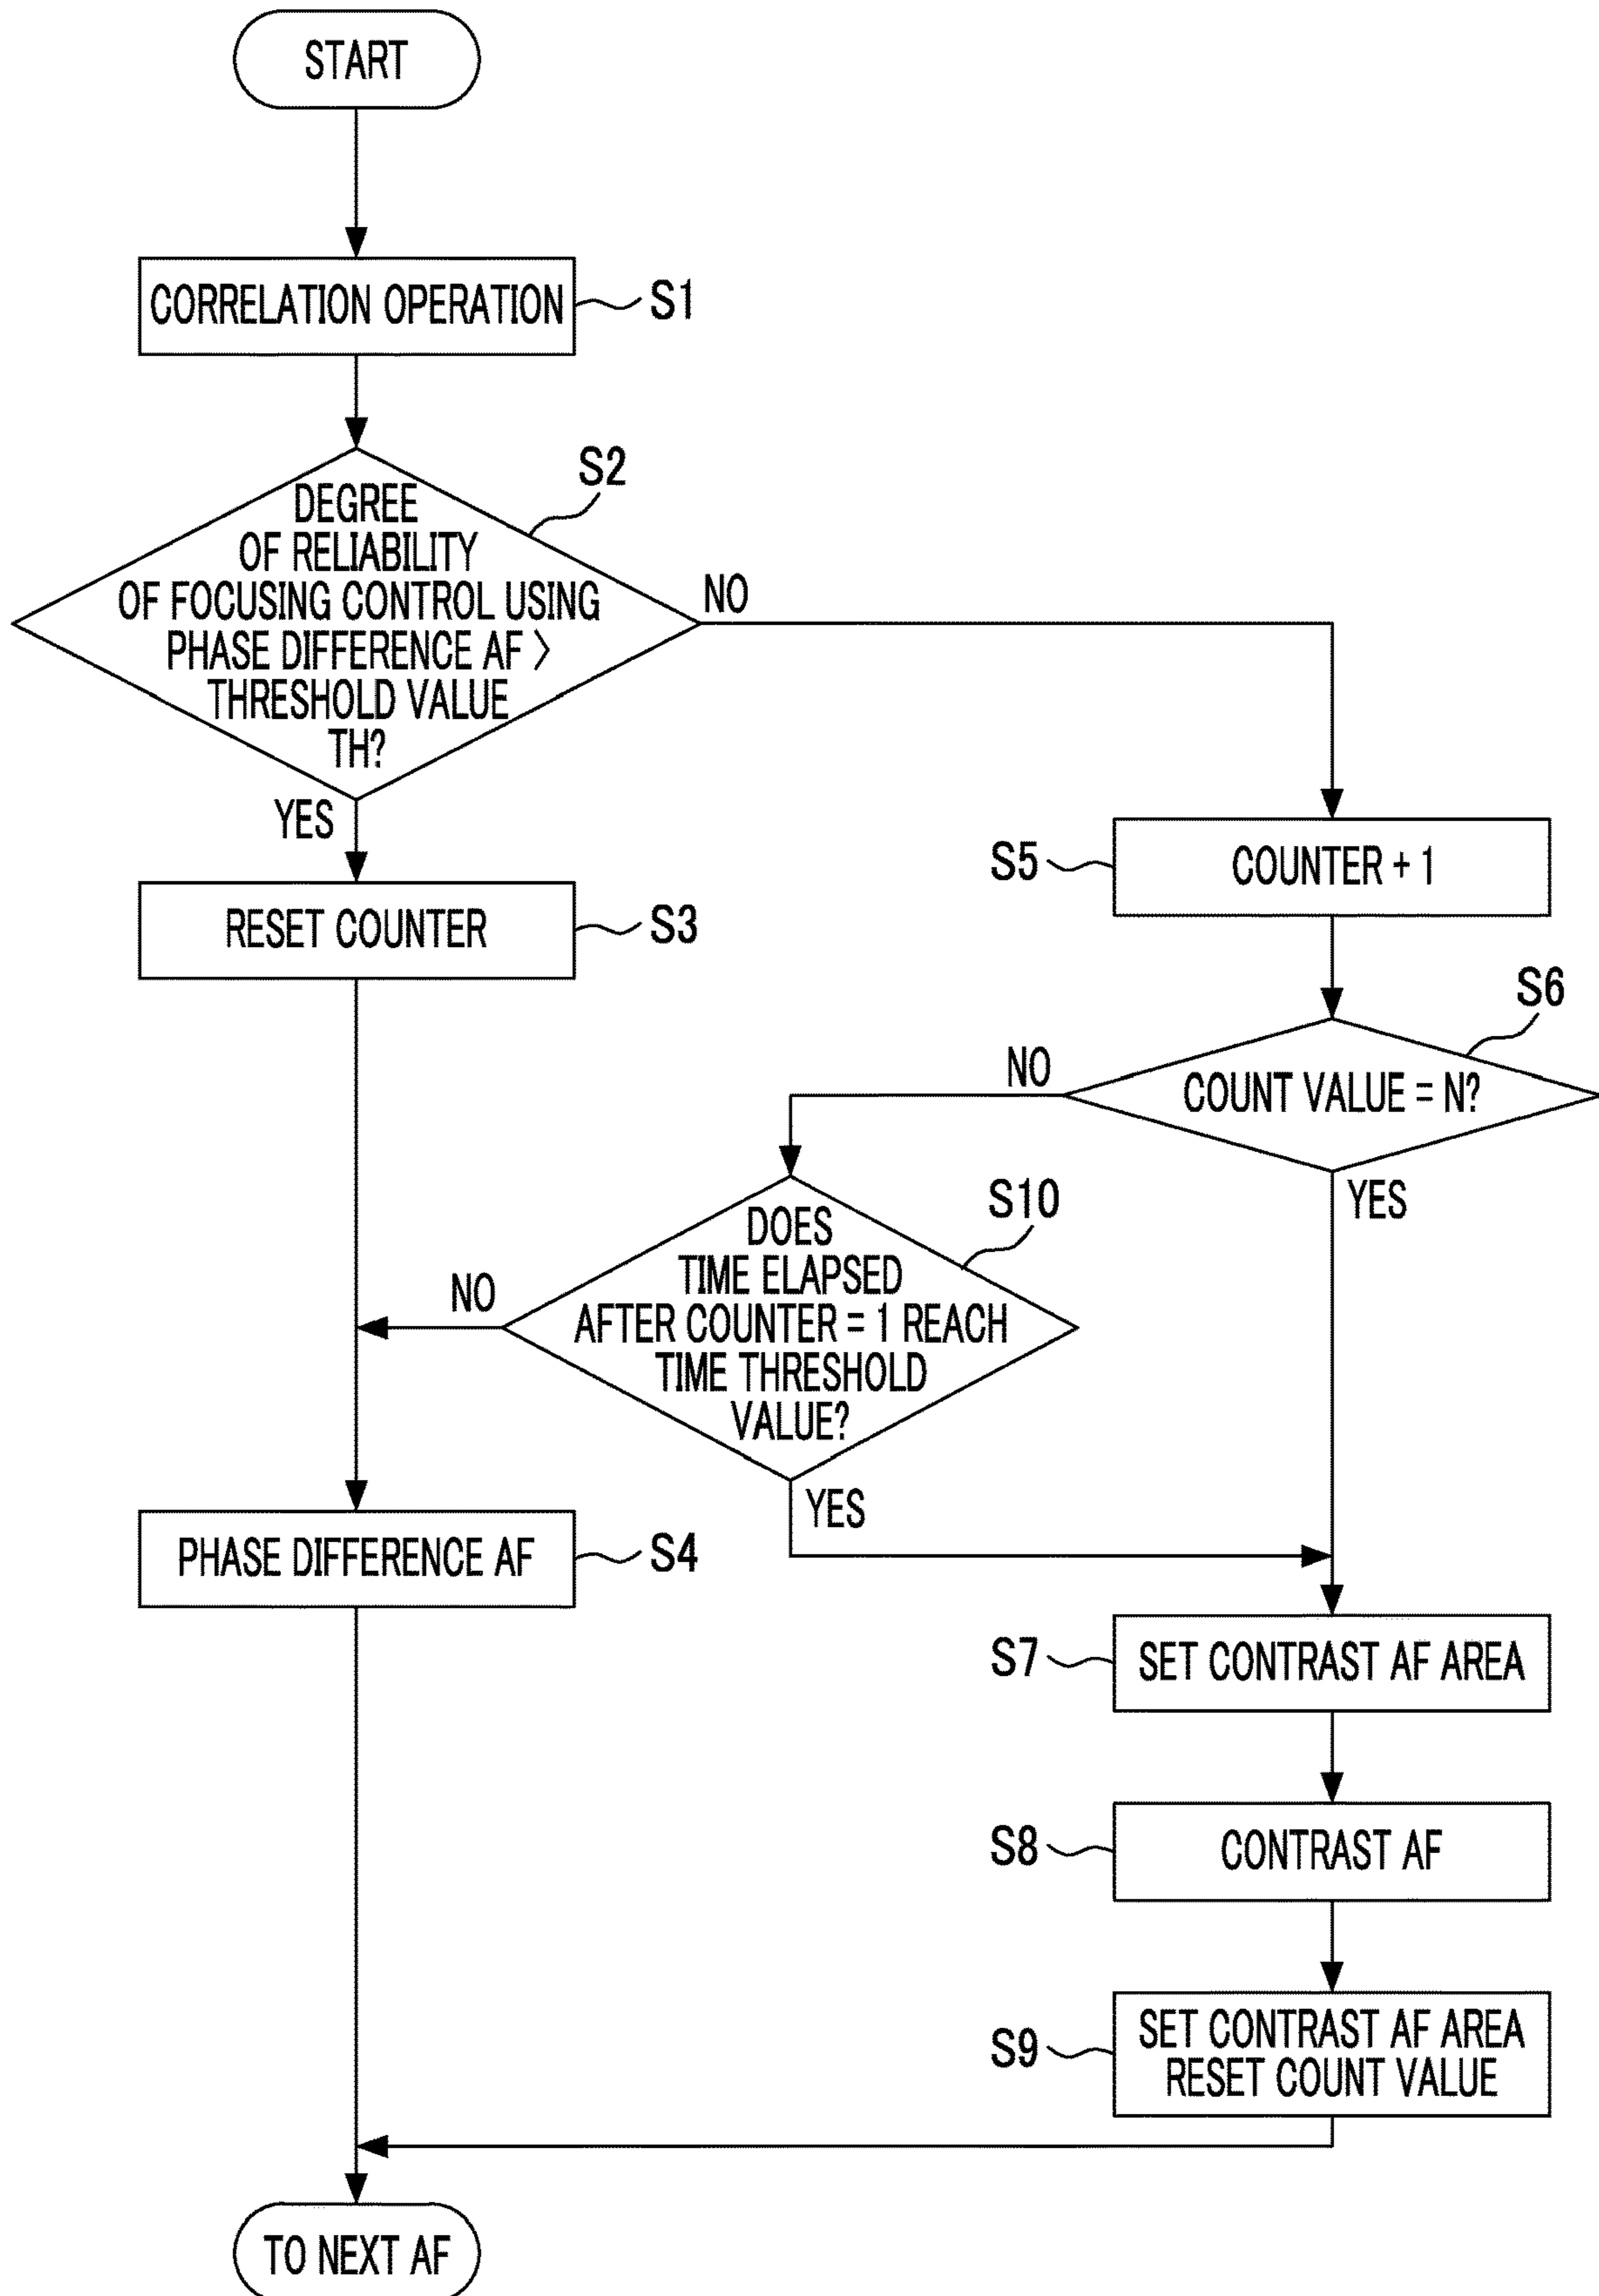 START
CORRELATION OPERATION
S1
S2
DEGREE
OF RELIABILITY
OF FOCUSING CONTROL USING
PHASE DIFFERENCE AF >
THRESHOLD VALUE
TH?
NO
YES
RESET COUNTER
S3
S5
COUNTER + 1
S6
COUNT VALUE = N?
NO
YES
S10
DOES
TIME ELAPSED
AFTER COUNTER = 1 REACH
TIME THRESHOLD
VALUE?
NO
YES
PHASE DIFFERENCE AF
S4
S7
SET CONTRAST AF AREA
S8
CONTRAST AF
S9
SET CONTRAST AF AREA
RESET COUNT VALUE
TO NEXT AF